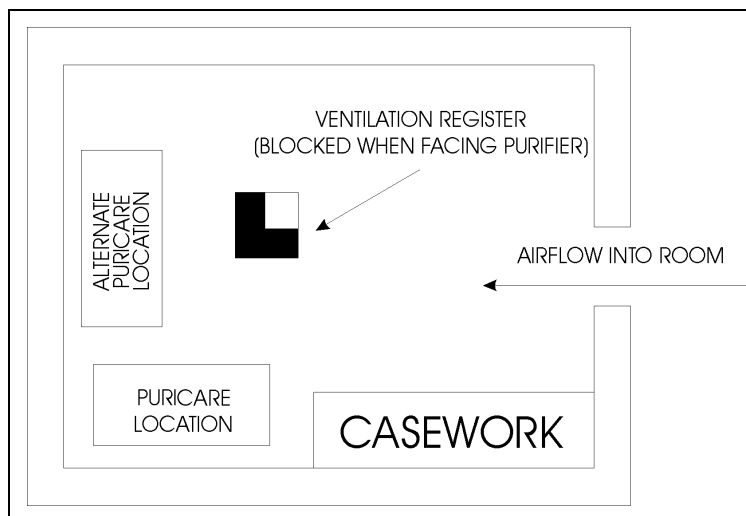 VENTILATION REGISTER
(BLOCKED WHEN FACING PURIFIER)
ALTERNATE
PURICARE
LOCATION
AIRFLOW INTO ROOM
PURICARE
LOCATION
CASEWORK